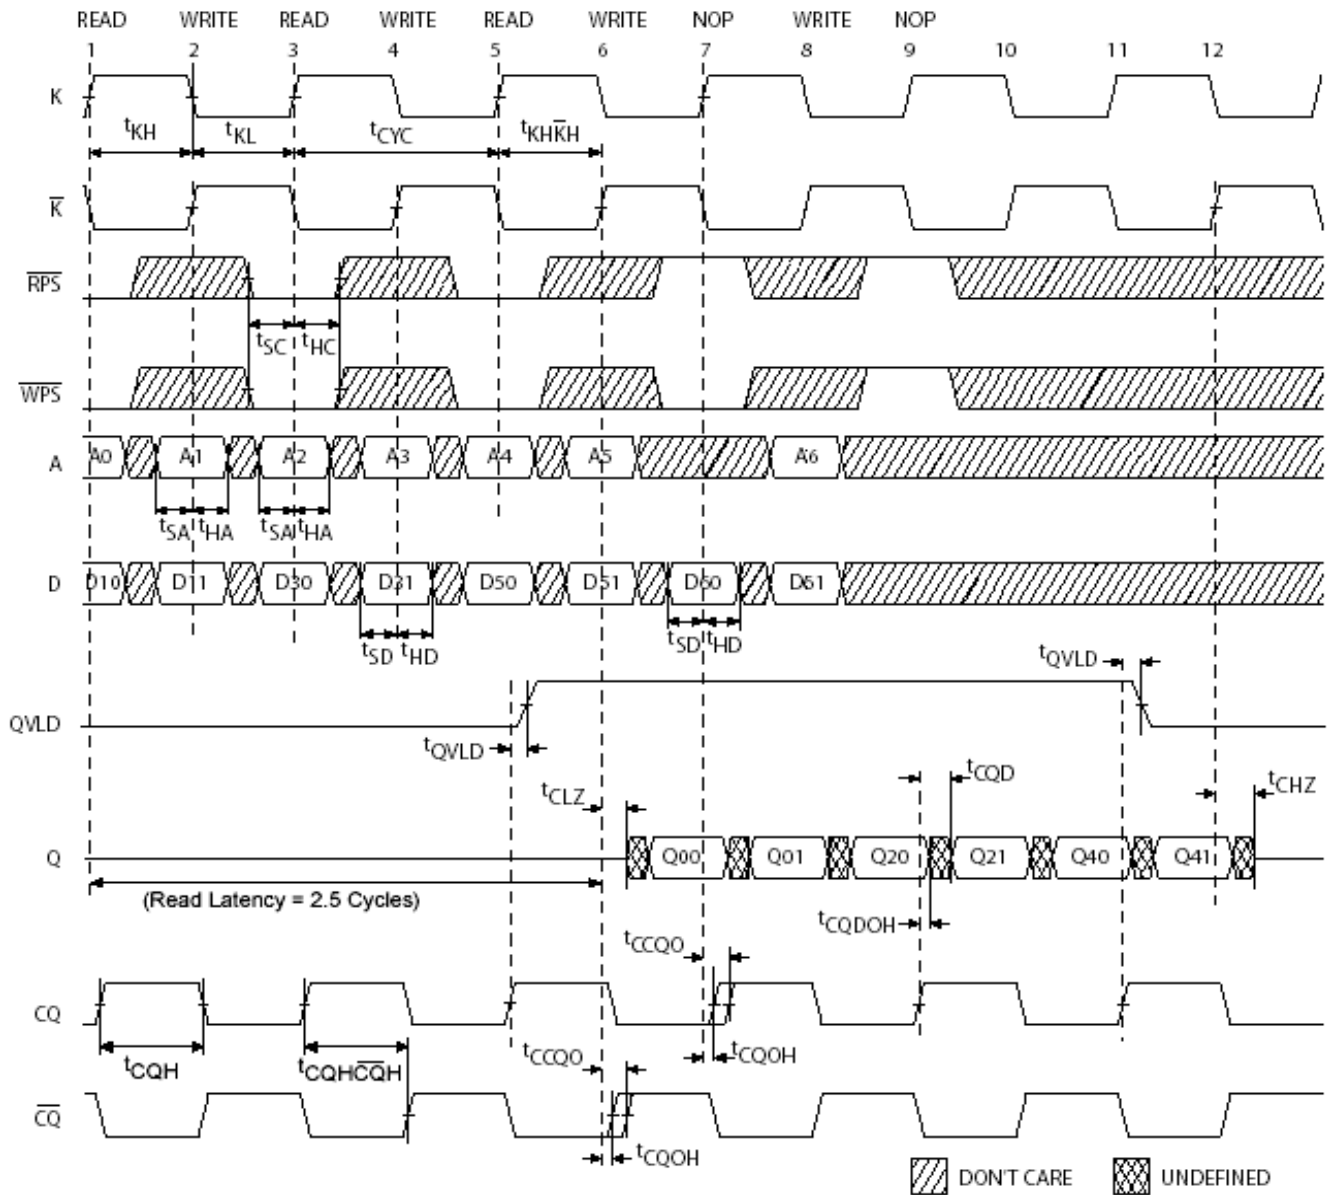 READ WRITE READ WRITE READ WRITE NOP WRITE NOP
1 2 3 4 5 6 7 8 9 10 11 12
K
tKH tKL tCYC tKHK̅H
K̅
R̅P̅S̅
tSC tHC
W̅P̅S̅
A A0 A1 A2 A3 A4 A5 A6
tSA tHA tSA tHA
D D10 D11 D30 D31 D50 D51 D60 D61
tSD tHD tSD tHD
tQVLD
QVLD
tQVLD
tCQD
tCLZ tCHZ
Q Q00 Q01 Q20 Q21 Q40 Q41
(Read Latency = 2.5 Cycles)
tCQDOH
tCCQO
CQ
tCQH tCQHC̅Q̅H tCCQO tCQOH
C̅Q̅
tCQOH
DON'T CARE UNDEFINED